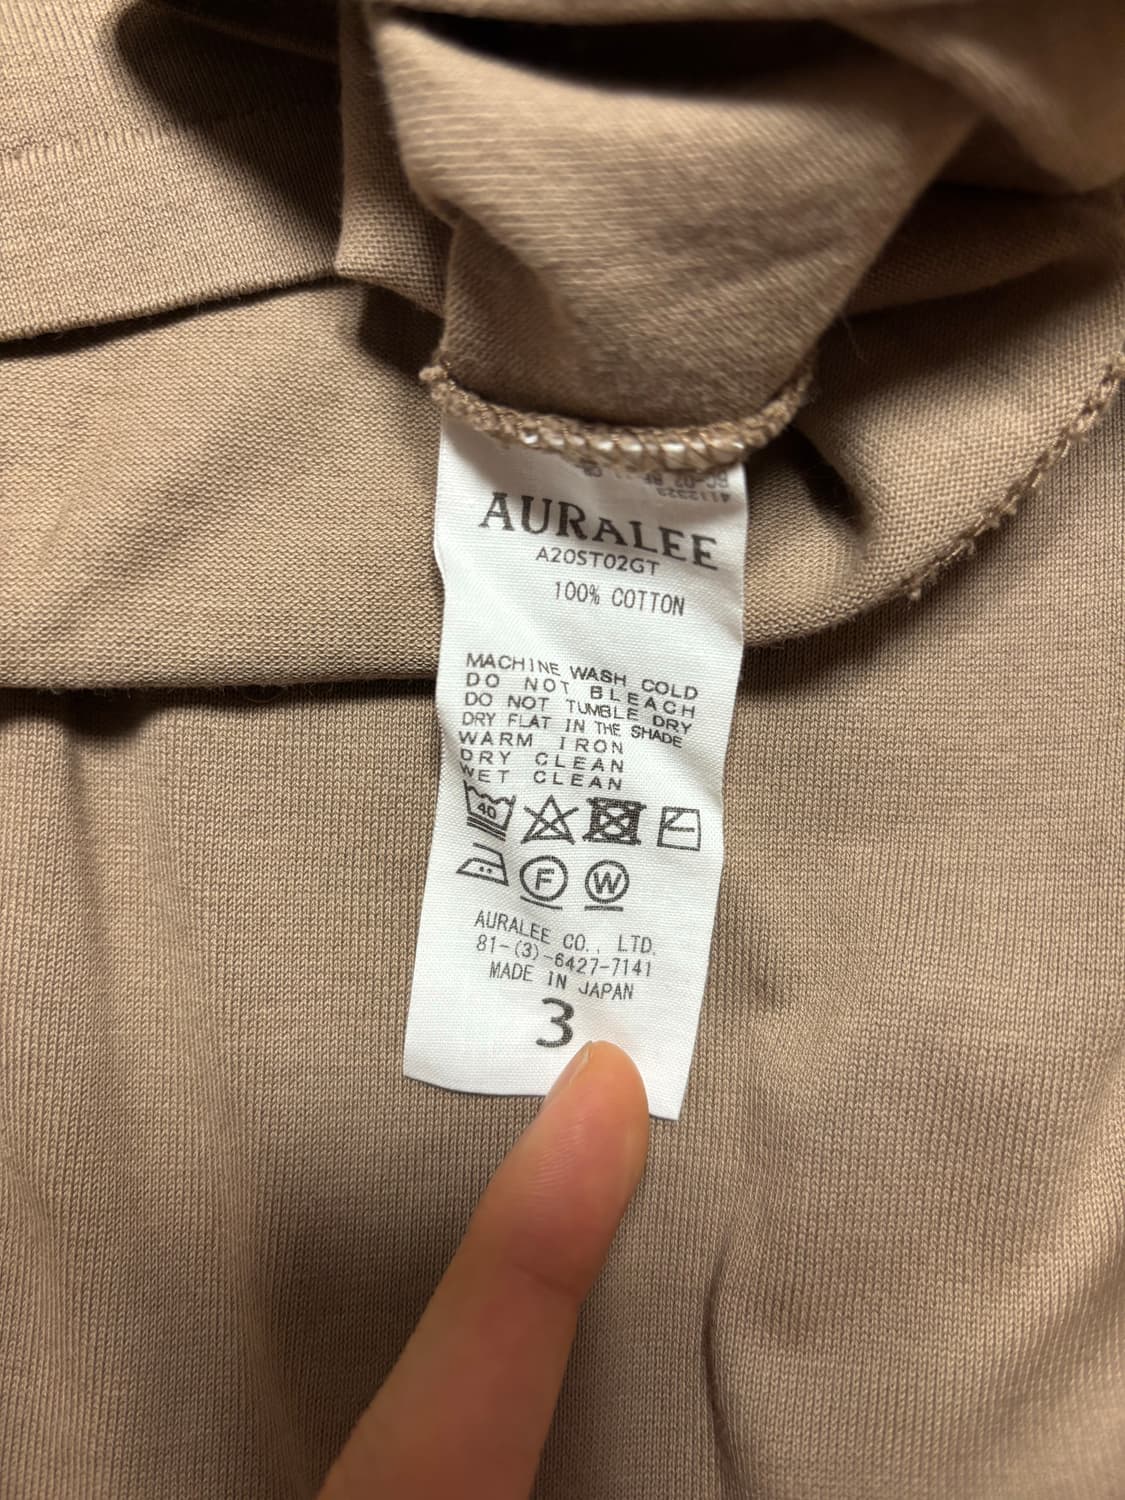 AURALEE
A20ST02GT
100% COTTON
MACHINE WASH COLD
DO NOT BLEACH
DO NOT TUMBLE DRY
DRY FLAT IN THE SHADE
WARM IRON
DRY CLEAN
WET CLEAN
40
F W
AURALEE CO., LTD.
81-(3)-6427-7141
MADE IN JAPAN
3